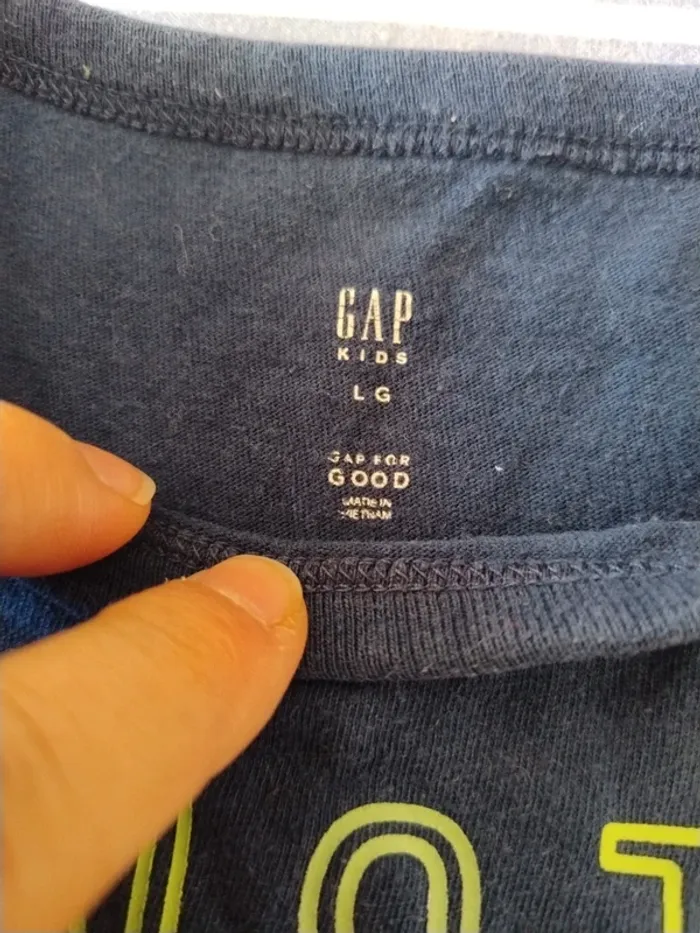 GAP
KIDS
LG
GAP FOR
GOOD
MADE IN
VIETNAM